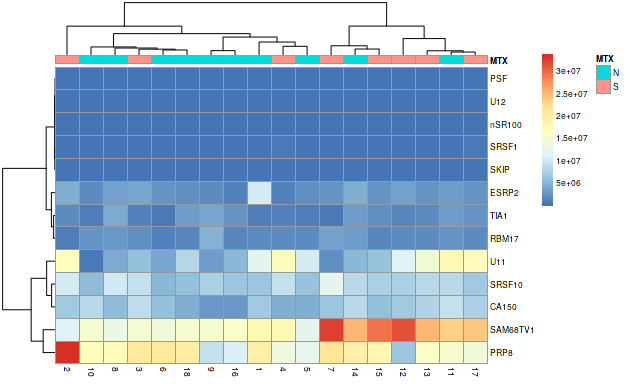 MTX
PSF
U12
nSR100
SRSF1
SKIP
ESRP2
TIA1
RBM17
U11
SRSF10
CA150
SAM68TV1
PRP8
2 10 8 3 6 18 9 16 1 4 5 7 14 15 12 13 11 17
3e+07
2.5e+07
2e+07
1.5e+07
1e+07
5e+06
MTX
N
S